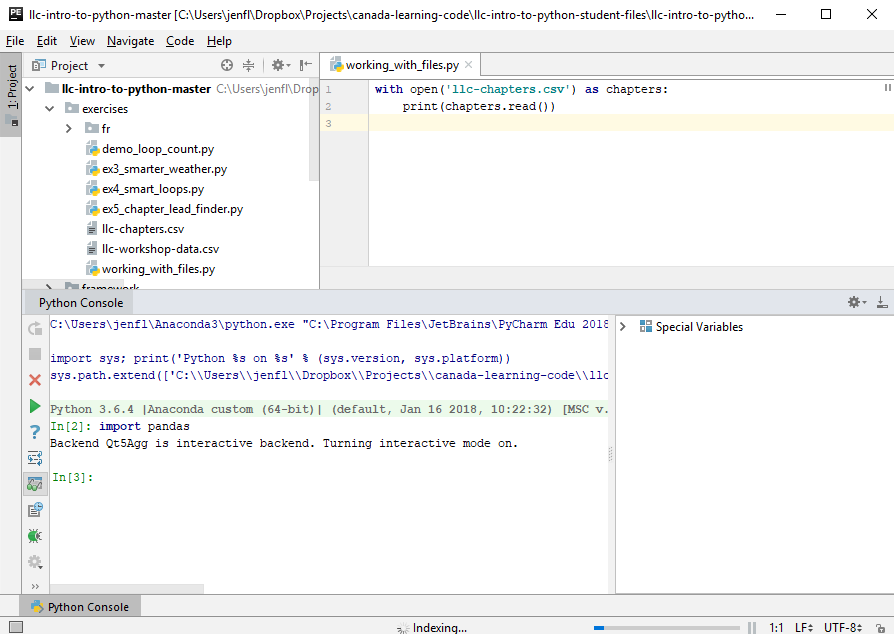 PE llc-intro-to-python-master [C:\Users\jenfl\Dropbox\Projects\canada-learning-code\llc-intro-to-python-student-files\llc-intro-to-pytho...
File Edit View Navigate Code Help
1: Project
Project
working_with_files.py
llc-intro-to-python-master C:\Users\jenfl\Drop
exercises
fr
demo_loop_count.py
ex3_smarter_weather.py
ex4_smart_loops.py
ex5_chapter_lead_finder.py
llc-chapters.csv
llc-workshop-data.csv
working_with_files.py
framework
1 with open('llc-chapters.csv') as chapters:
2 print(chapters.read())
3
Python Console
C:\Users\jenfl\Anaconda3\python.exe "C:\Program Files\JetBrains\PyCharm Edu 2018
import sys; print('Python %s on %s' % (sys.version, sys.platform))
sys.path.extend(['C:\\Users\\jenfl\\Dropbox\\Projects\\canada-learning-code\\llc
Python 3.6.4 |Anaconda custom (64-bit)| (default, Jan 16 2018, 10:22:32) [MSC v.
In[2]: import pandas
Backend Qt5Agg is interactive backend. Turning interactive mode on.
In[3]:
Special Variables
Python Console
Indexing... 1:1 LF UTF-8